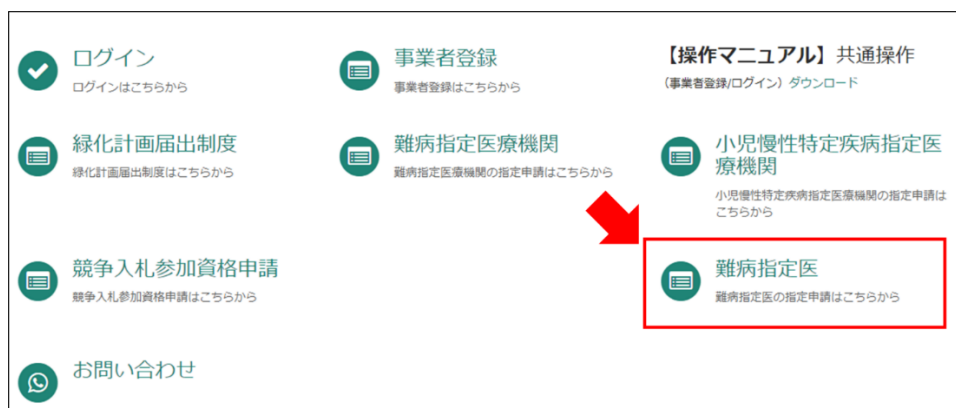 ログイン
ログインはこちらから
事業者登録
事業者登録はこちらから
【操作マニュアル】共通操作
(事業者登録/ログイン) ダウンロード
緑化計画届出制度
緑化計画届出制度はこちらから
難病指定医療機関
難病指定医療機関の指定申請はこちらから
小児慢性特定疾病指定医
療機関
小児慢性特定疾病指定医療機関の指定申請は
こちらから
競争入札参加資格申請
競争入札参加資格申請はこちらから
難病指定医
難病指定医の指定申請はこちらから
お問い合わせ